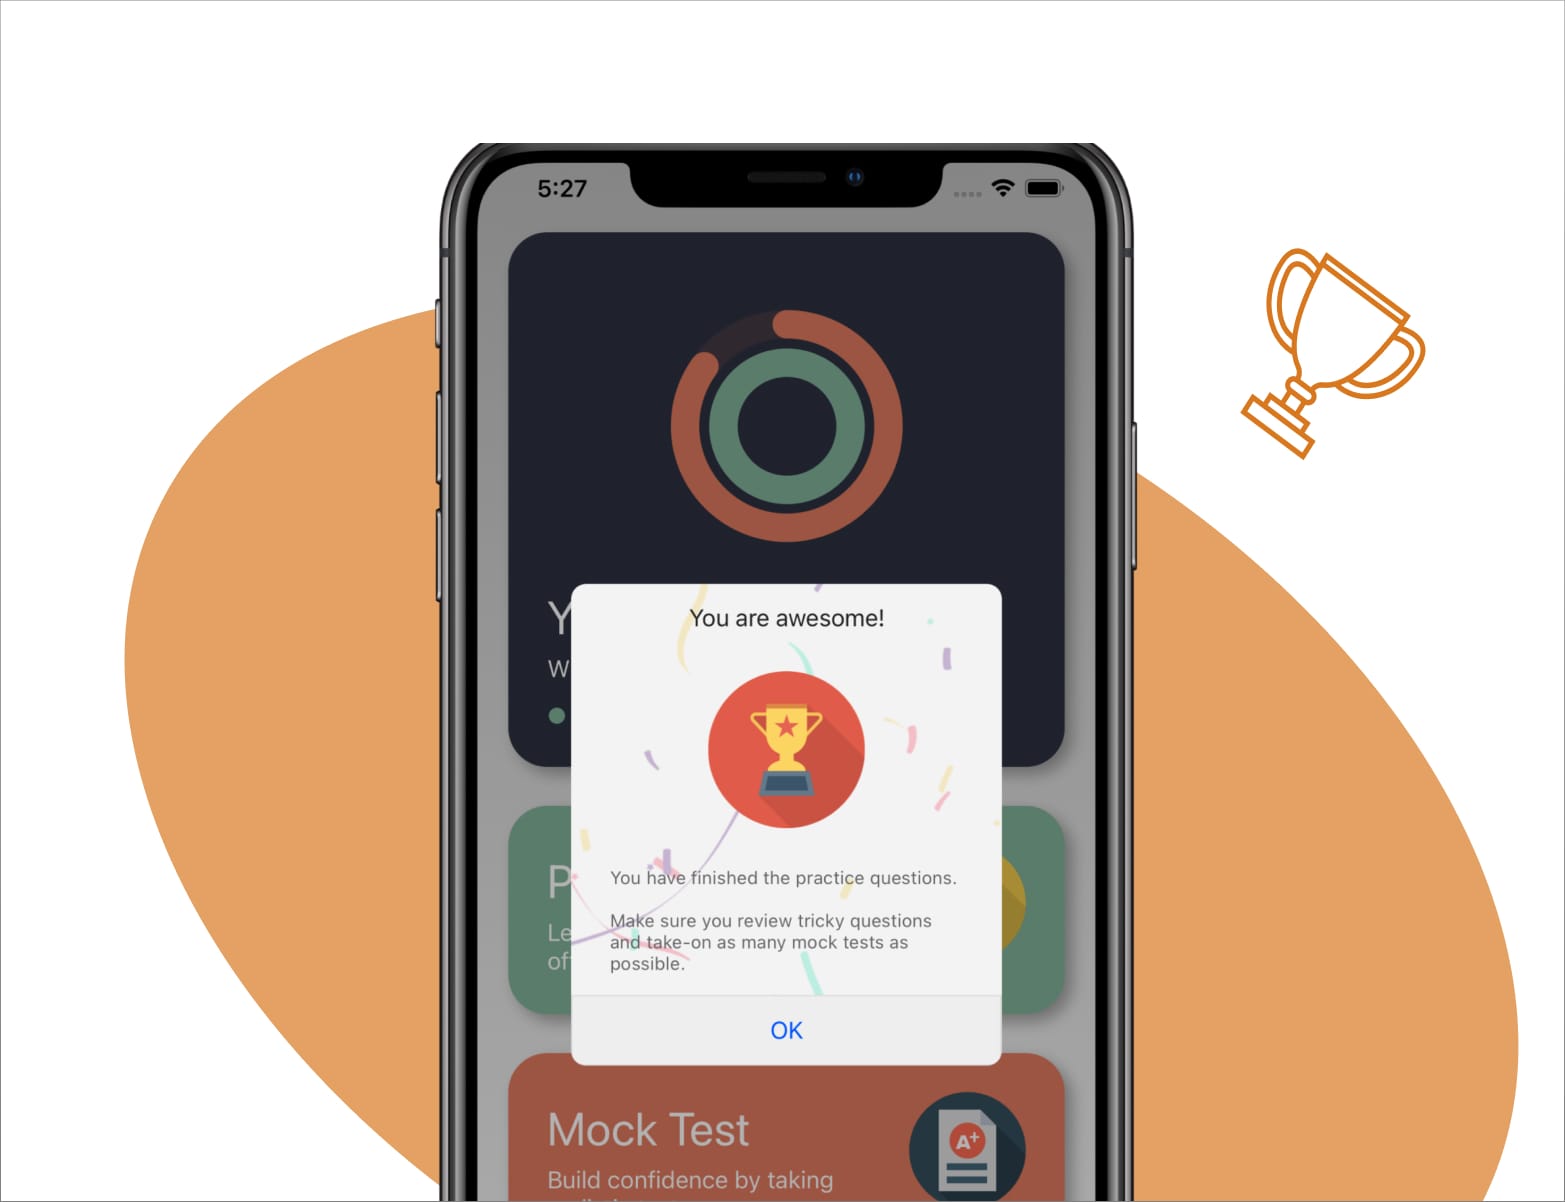 5:27
Y
W
You are awesome!
P
Le
of
You have finished the practice questions.
Make sure you review tricky questions
and take-on as many mock tests as
possible.
OK
Mock Test
A+
Build confidence by taking